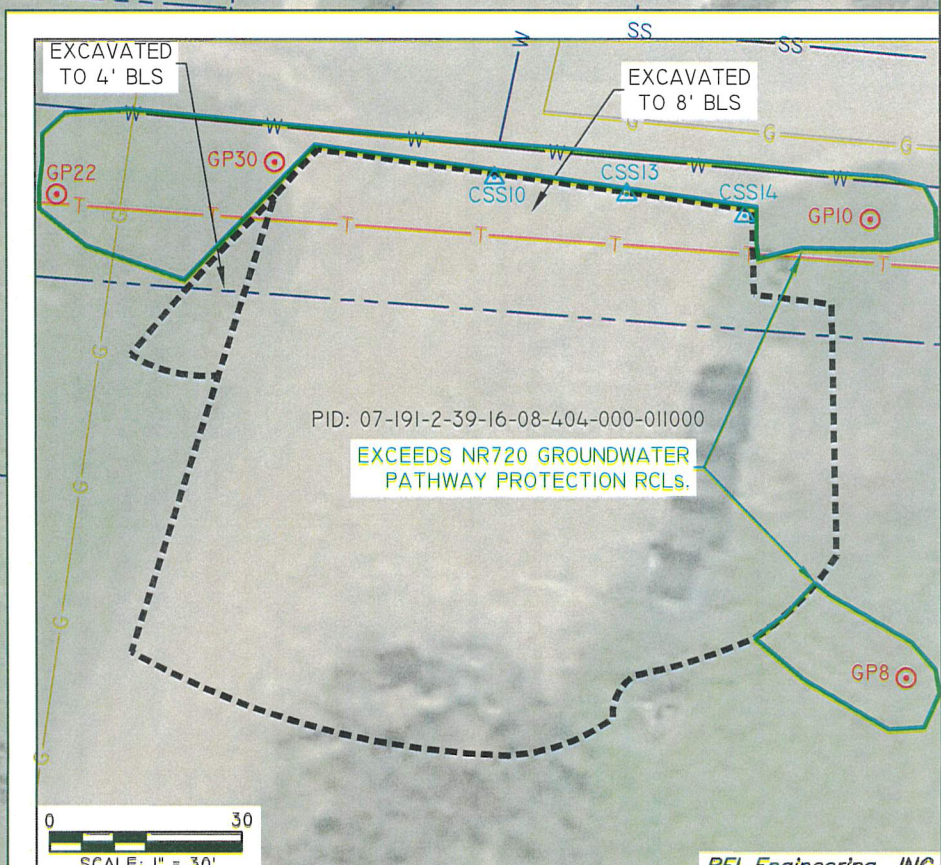 SS
SS
W
EXCAVATED
TO 4' BLS
EXCAVATED
TO 8' BLS
W
W
W
W
W
W
G
G
G
GP22
GP30
CSS10
CSS13
CSS14
GP10
T
T
T
T
T
T
G
G
G
G
G
PID: 07-191-2-39-16-08-404-000-011000
EXCEEDS NR720 GROUNDWATER
PATHWAY PROTECTION RCLs.
GP8
0 30
SCALE: 1" = 30'
REI Engineering, INC.